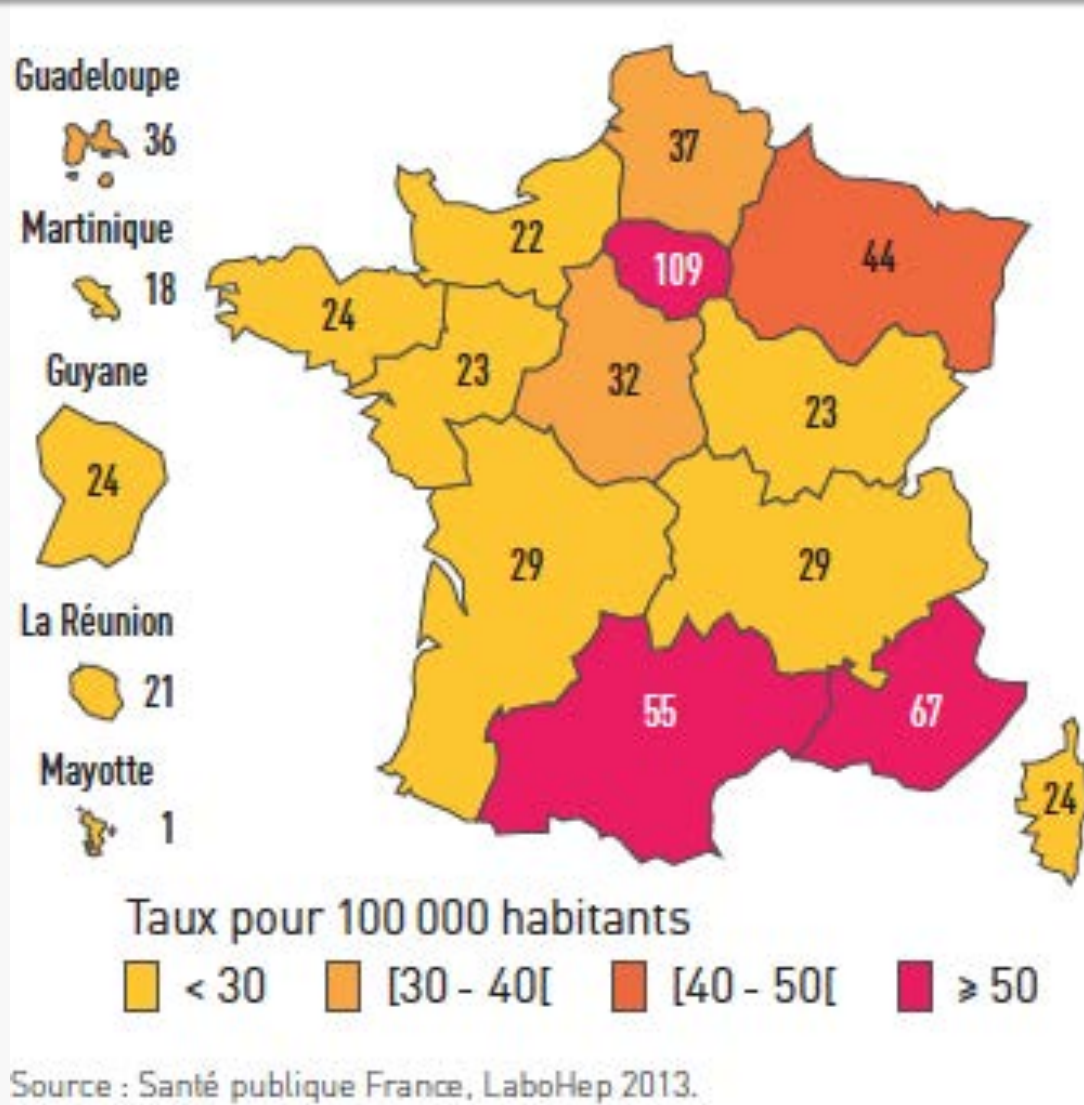 Guadeloupe
36
Martinique
18
Guyane
24
La Réunion
21
Mayotte
1
37
22
109
44
24
23
32
23
29
29
55
67
24
Taux pour 100 000 habitants
< 30 [30 - 40[ [40 - 50[ ⩾ 50
Source : Santé publique France, LaboHep 2013.